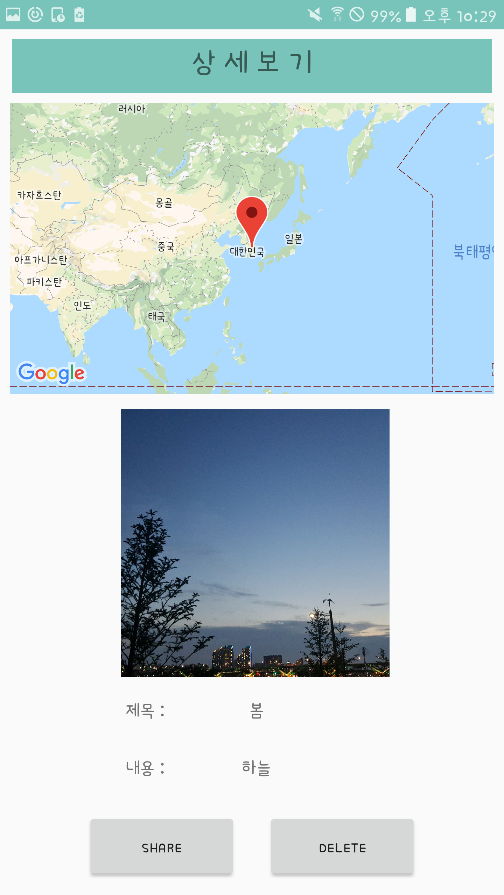 99% 오후 10:29
상세보기
러시아
카자흐스탄
몽골
대한민국
일본
중국
북태평
아프가니스탄
파키스탄
인도
태국
Google
제목 : 봄
내용 : 하늘
SHARE DELETE